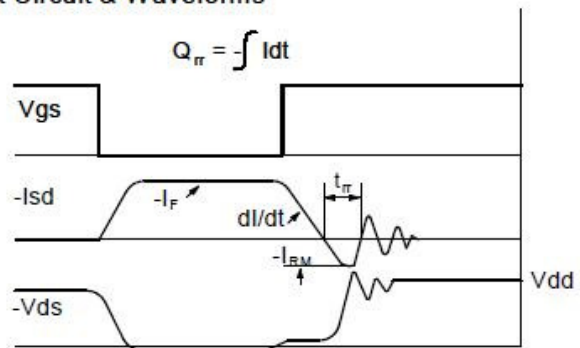 t Circuit & Waveforms
Qrr = -∫ Idt
Vgs
-Isd
-IF
dI/dt
trr
-IRM
-Vds
Vdd